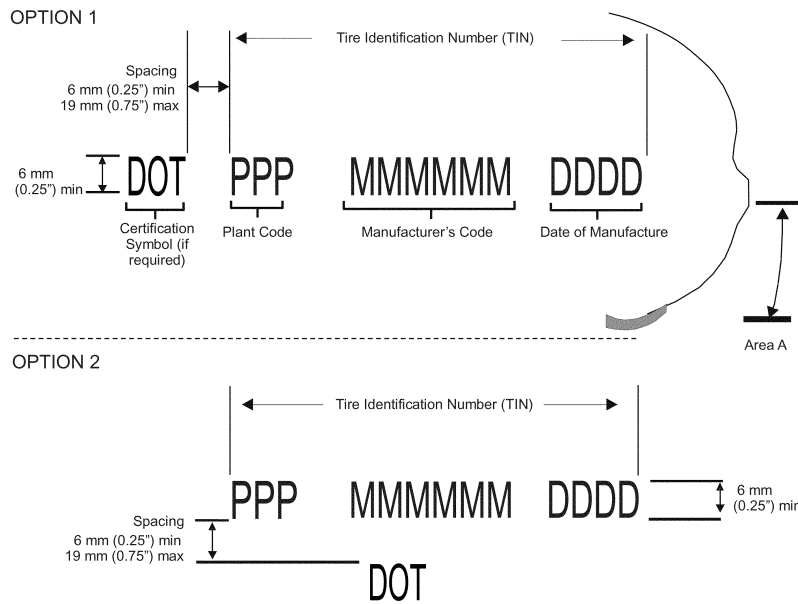 OPTION 1
Tire Identification Number (TIN)
Spacing
6 mm (0.25”) min
19 mm (0.75”) max
6 mm
(0.25”) min
DOT PPP MMMMMM DDDD
Certification
Symbol (if
required)
Plant Code
Manufacturer’s Code
Date of Manufacture
Area A
OPTION 2
Tire Identification Number (TIN)
PPP MMMMMM DDDD
6 mm
(0.25”) min
Spacing
6 mm (0.25”) min
19 mm (0.75”) max
DOT